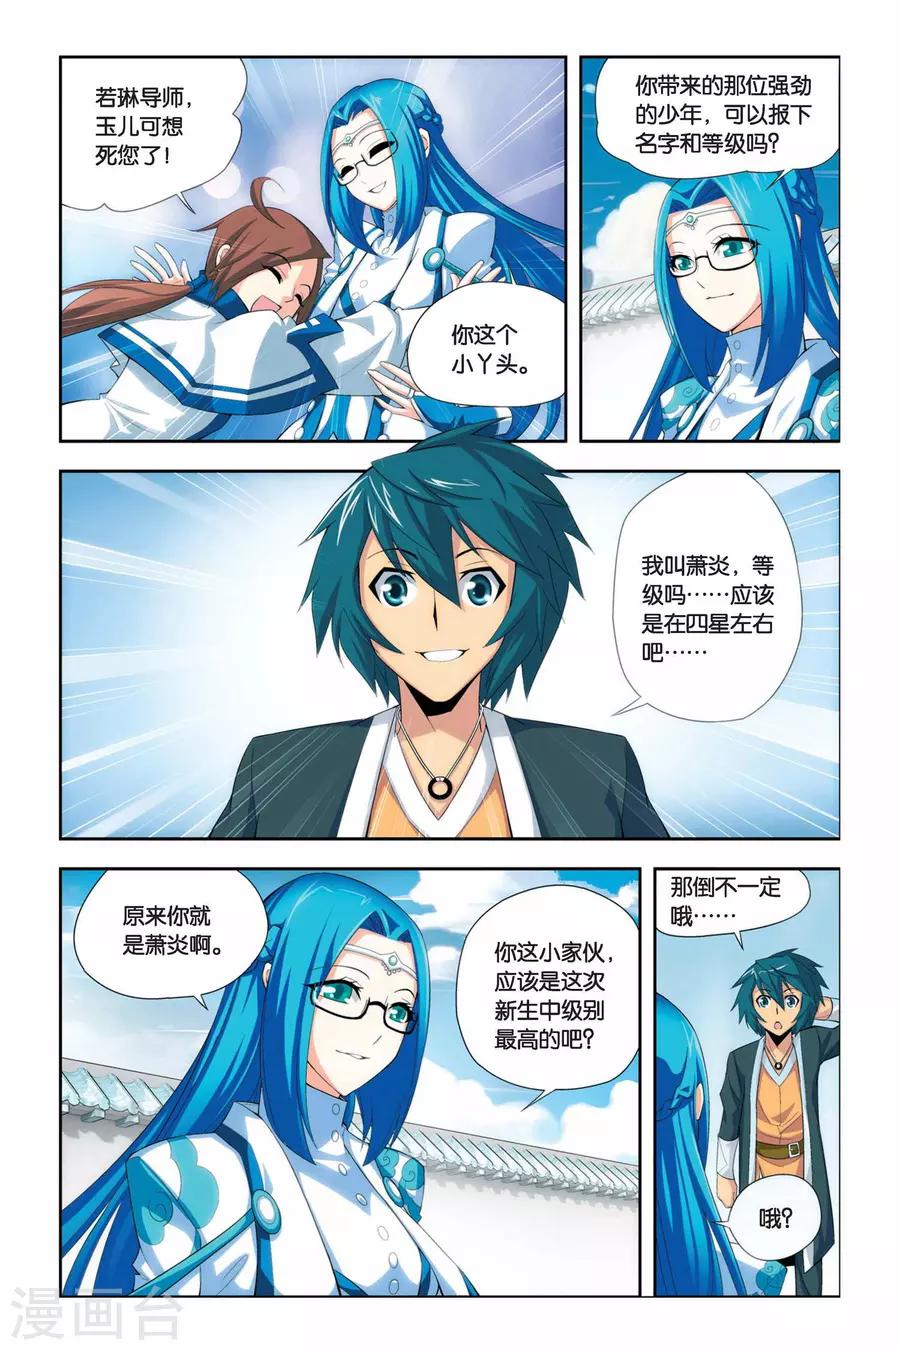 若琳导师，
玉儿可想
死您了！
你这个
小丫头。
你带来的那位强劲
的少年，可以报下
名字和等级吗？
我叫萧炎，等
级吗……应该
是在四星左右
吧……
原来你就
是萧炎啊。
你这小家伙，
应该是这次
新生中级别
最高的吧？
那倒不一定
哦……
哦？
漫画台